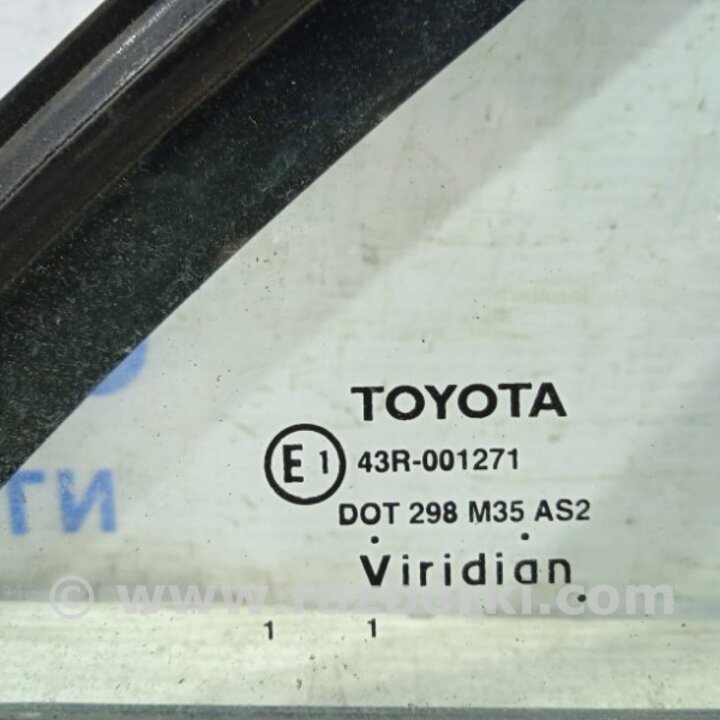 TOYOTA
E1 43R-001271
DOT 298 M35 AS2
Viridian
© www.razborki.com
1 1